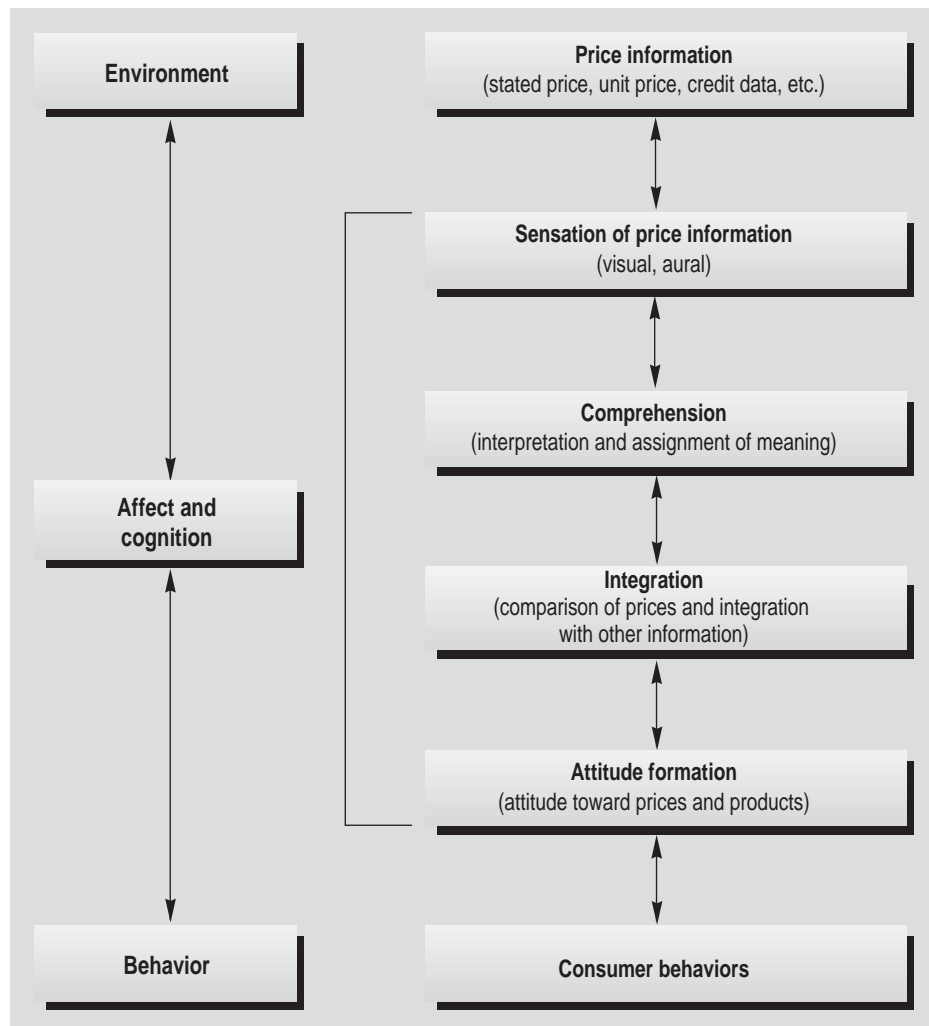 Environment
Price information
(stated price, unit price, credit data, etc.)
Sensation of price information
(visual, aural)
Comprehension
(interpretation and assignment of meaning)
Affect and
cognition
Integration
(comparison of prices and integration
with other information)
Attitude formation
(attitude toward prices and products)
Behavior
Consumer behaviors